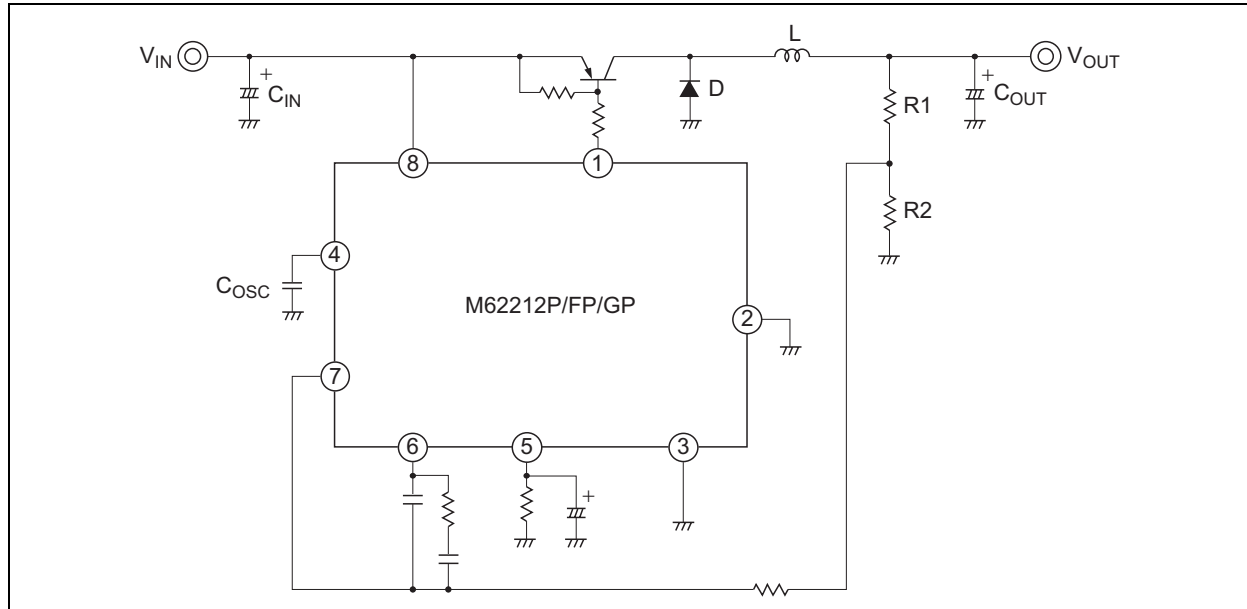 L
VIN
+
CIN
D
R1
+
COUT
VOUT
8
1
R2
4
COSC
M62212P/FP/GP
2
7
6
5
3
+